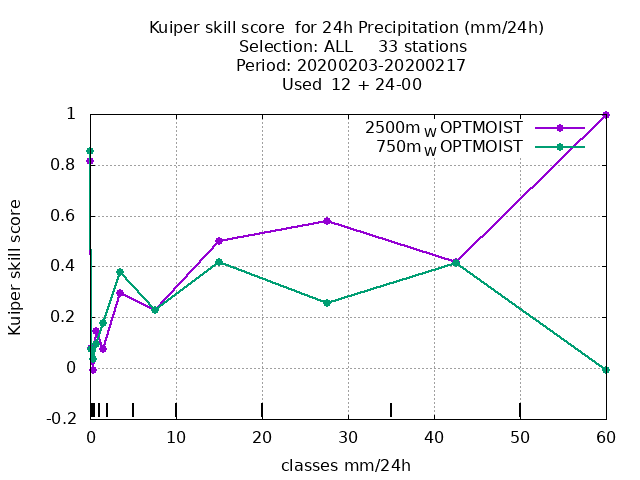 Kuiper skill score for 24h Precipitation (mm/24h)
Selection: ALL 33 stations
Period: 20200203-20200217
Used 12 + 24-00
2500m W OPTMOIST
750m W OPTMOIST
1
0.8
0.6
0.4
0.2
0
-0.2
Kuiper skill score
0 10 20 30 40 50 60
classes mm/24h